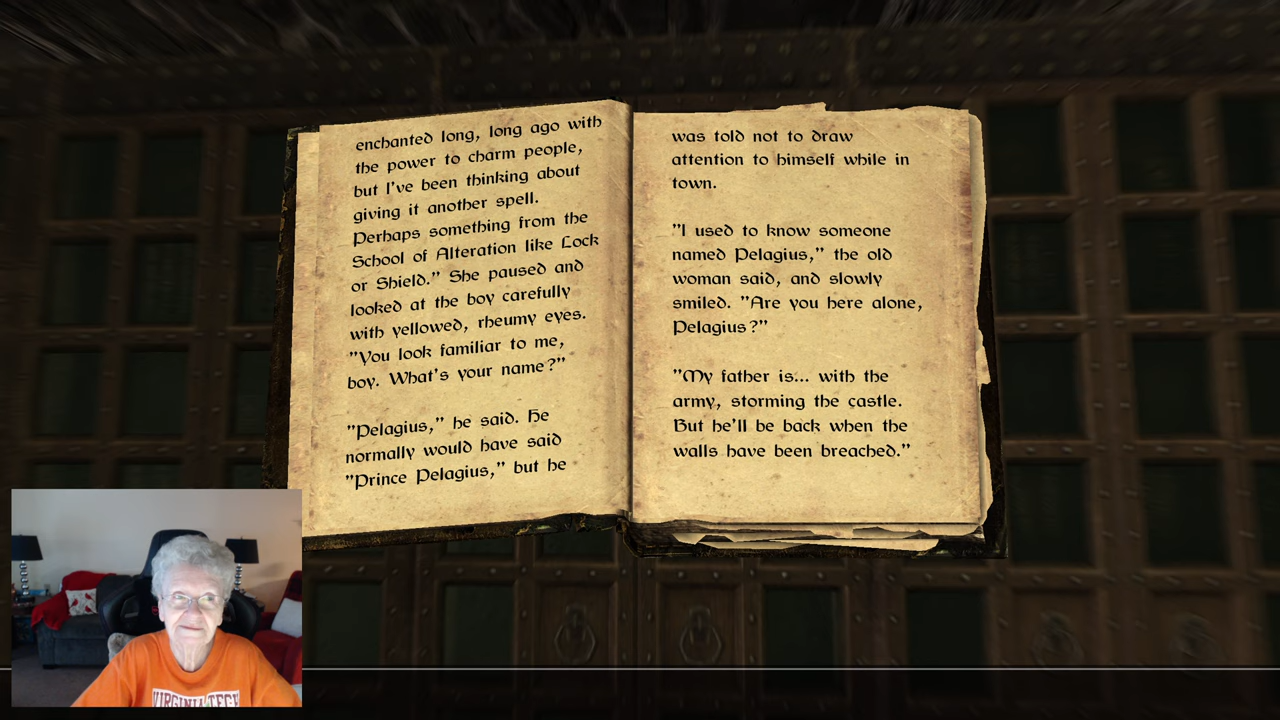 enchanted long, long ago with
the power to charm people,
but I've been thinking about
giving it another spell.
Perhaps something from the
School of Alteration like Lock
or Shield." She paused and
looked at the boy carefully
with yellowed, rheumy eyes.
"You look familiar to me,
boy. What's your name?"
"Pelagius," he said. He
normally would have said
"Prince Pelagius," but he
was told not to draw
attention to himself while in
town.
"I used to know someone
named Pelagius," the old
woman said, and slowly
smiled. "Are you here alone,
Pelagius?"
"My father is... with the
army, storming the castle.
But he'll be back when the
walls have been breached."
VIRGINIA TECH